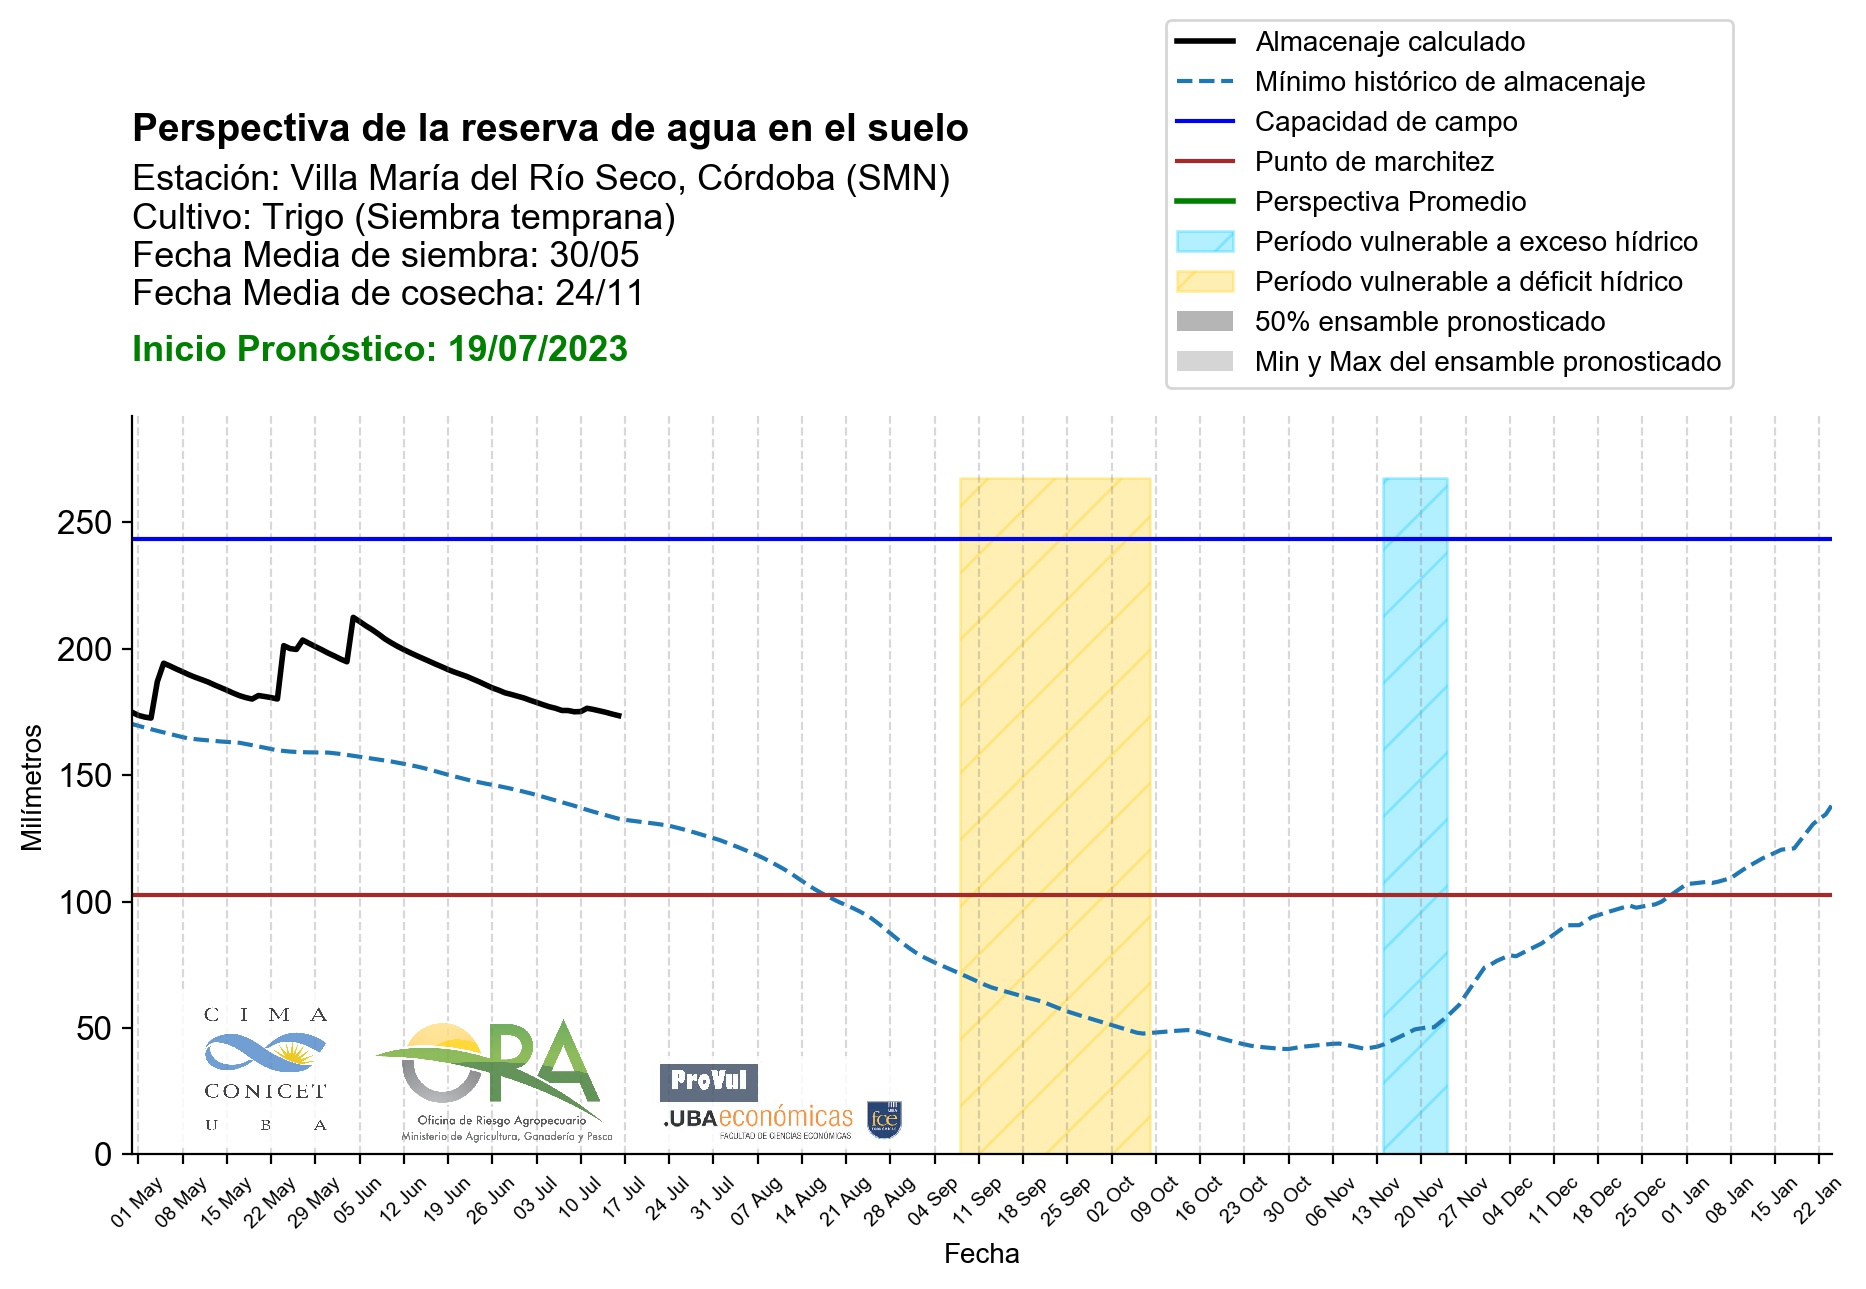 Almacenaje calculado
Mínimo histórico de almacenaje
Capacidad de campo
Punto de marchitez
Perspectiva Promedio
Período vulnerable a exceso hídrico
Período vulnerable a déficit hídrico
50% ensamble pronosticado
Min y Max del ensamble pronosticado
Perspectiva de la reserva de agua en el suelo
Estación: Villa María del Río Seco, Córdoba (SMN)
Cultivo: Trigo (Siembra temprana)
Fecha Media de siembra: 30/05
Fecha Media de cosecha: 24/11
Inicio Pronóstico: 19/07/2023
Milímetros
250
200
150
100
50
0
CIMA
CONICET
UBA
ORA
Oficina de Riesgo Agropecuario
Ministerio de Agricultura, Ganadería y Pesca
ProVul
.UBAeconómicas
FACULTAD DE CIENCIAS ECONÓMICAS
fce
01 May
08 May
15 May
22 May
29 May
05 Jun
12 Jun
19 Jun
26 Jun
03 Jul
10 Jul
17 Jul
24 Jul
31 Jul
07 Aug
14 Aug
21 Aug
28 Aug
04 Sep
11 Sep
18 Sep
25 Sep
02 Oct
09 Oct
16 Oct
23 Oct
30 Oct
06 Nov
13 Nov
20 Nov
27 Nov
04 Dec
11 Dec
18 Dec
25 Dec
01 Jan
08 Jan
15 Jan
22 Jan
Fecha